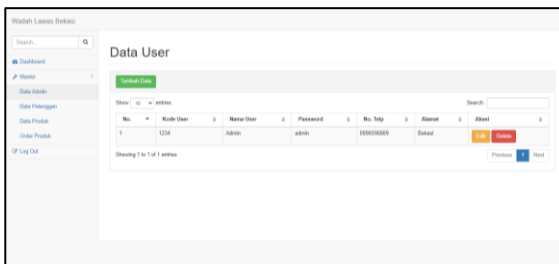 Wadah Lawas Bekasi
Search...
Dashboard
Master
Data Admin
Data Pelanggan
Data Produk
Order Produk
Log Out
Data User
Tambah Data
Show 10 entries
Search:
No. Kode User Nama User Password No. Telp Alamat Akasi
1 1234 Admin admin Bekasi Edit Delete
Showing 1 to 1 of 1 entries
Previous 1 Next